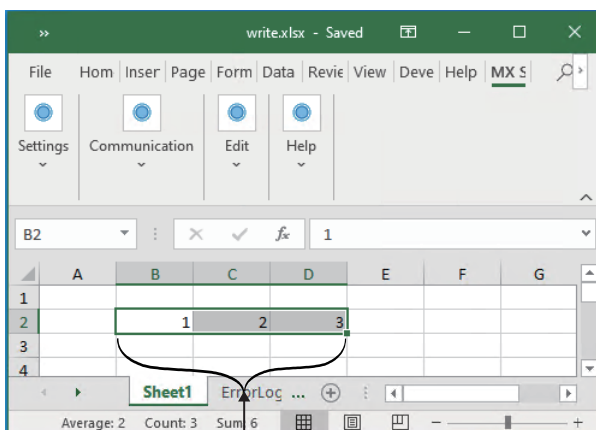 »  write.xlsx - Saved
File Hom Inser Page Form Data Revie View Deve Help MX S
Settings Communication Edit Help
B2 fx 1
A B C D E F G
1
2 1 2 3
3
4
Sheet1 ErrorLog ...
Average: 2 Count: 3 Sum: 6